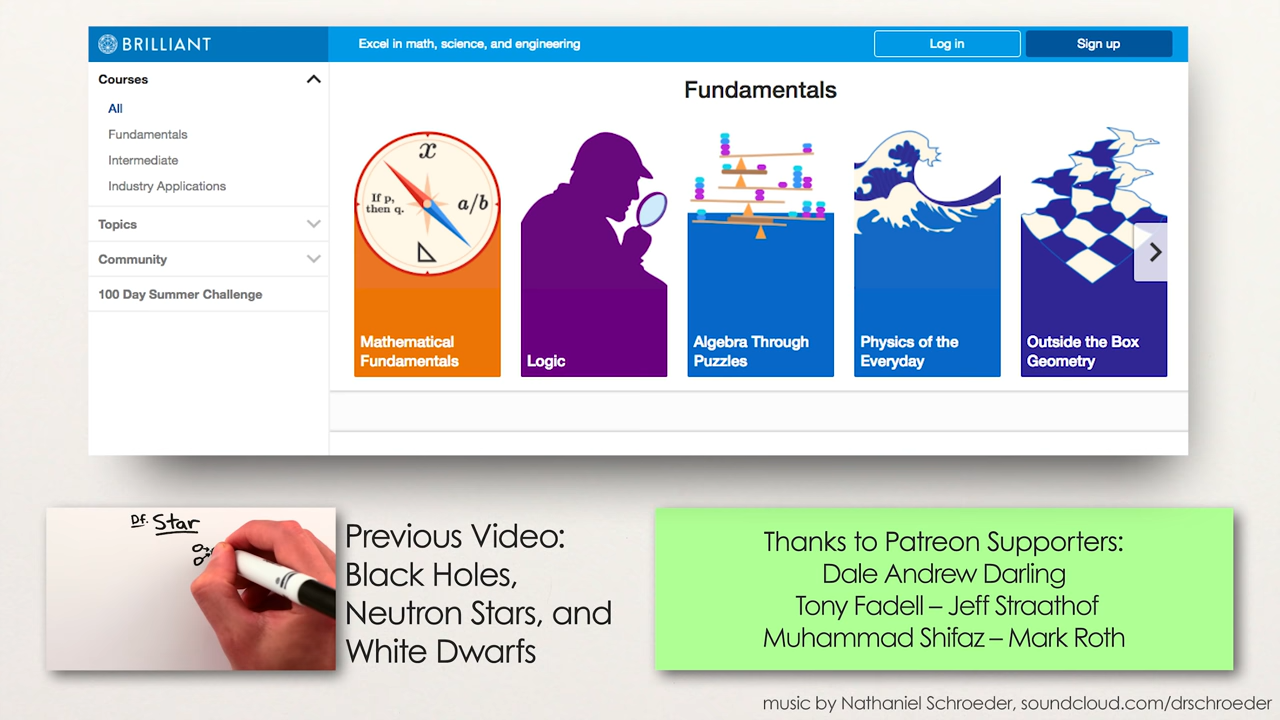 BRILLIANT
Excel in math, science, and engineering
Log in
Sign up
Courses
All
Fundamentals
Intermediate
Industry Applications
Topics
Community
100 Day Summer Challenge
Fundamentals
x
If p,
then q.
a/b
Mathematical
Fundamentals
Logic
Algebra Through
Puzzles
Physics of the
Everyday
Outside the Box
Geometry
Df. Star
Previous Video:
Black Holes,
Neutron Stars, and
White Dwarfs
Thanks to Patreon Supporters:
Dale Andrew Darling
Tony Fadell – Jeff Straathof
Muhammad Shifaz – Mark Roth
music by Nathaniel Schroeder, soundcloud.com/drschroeder